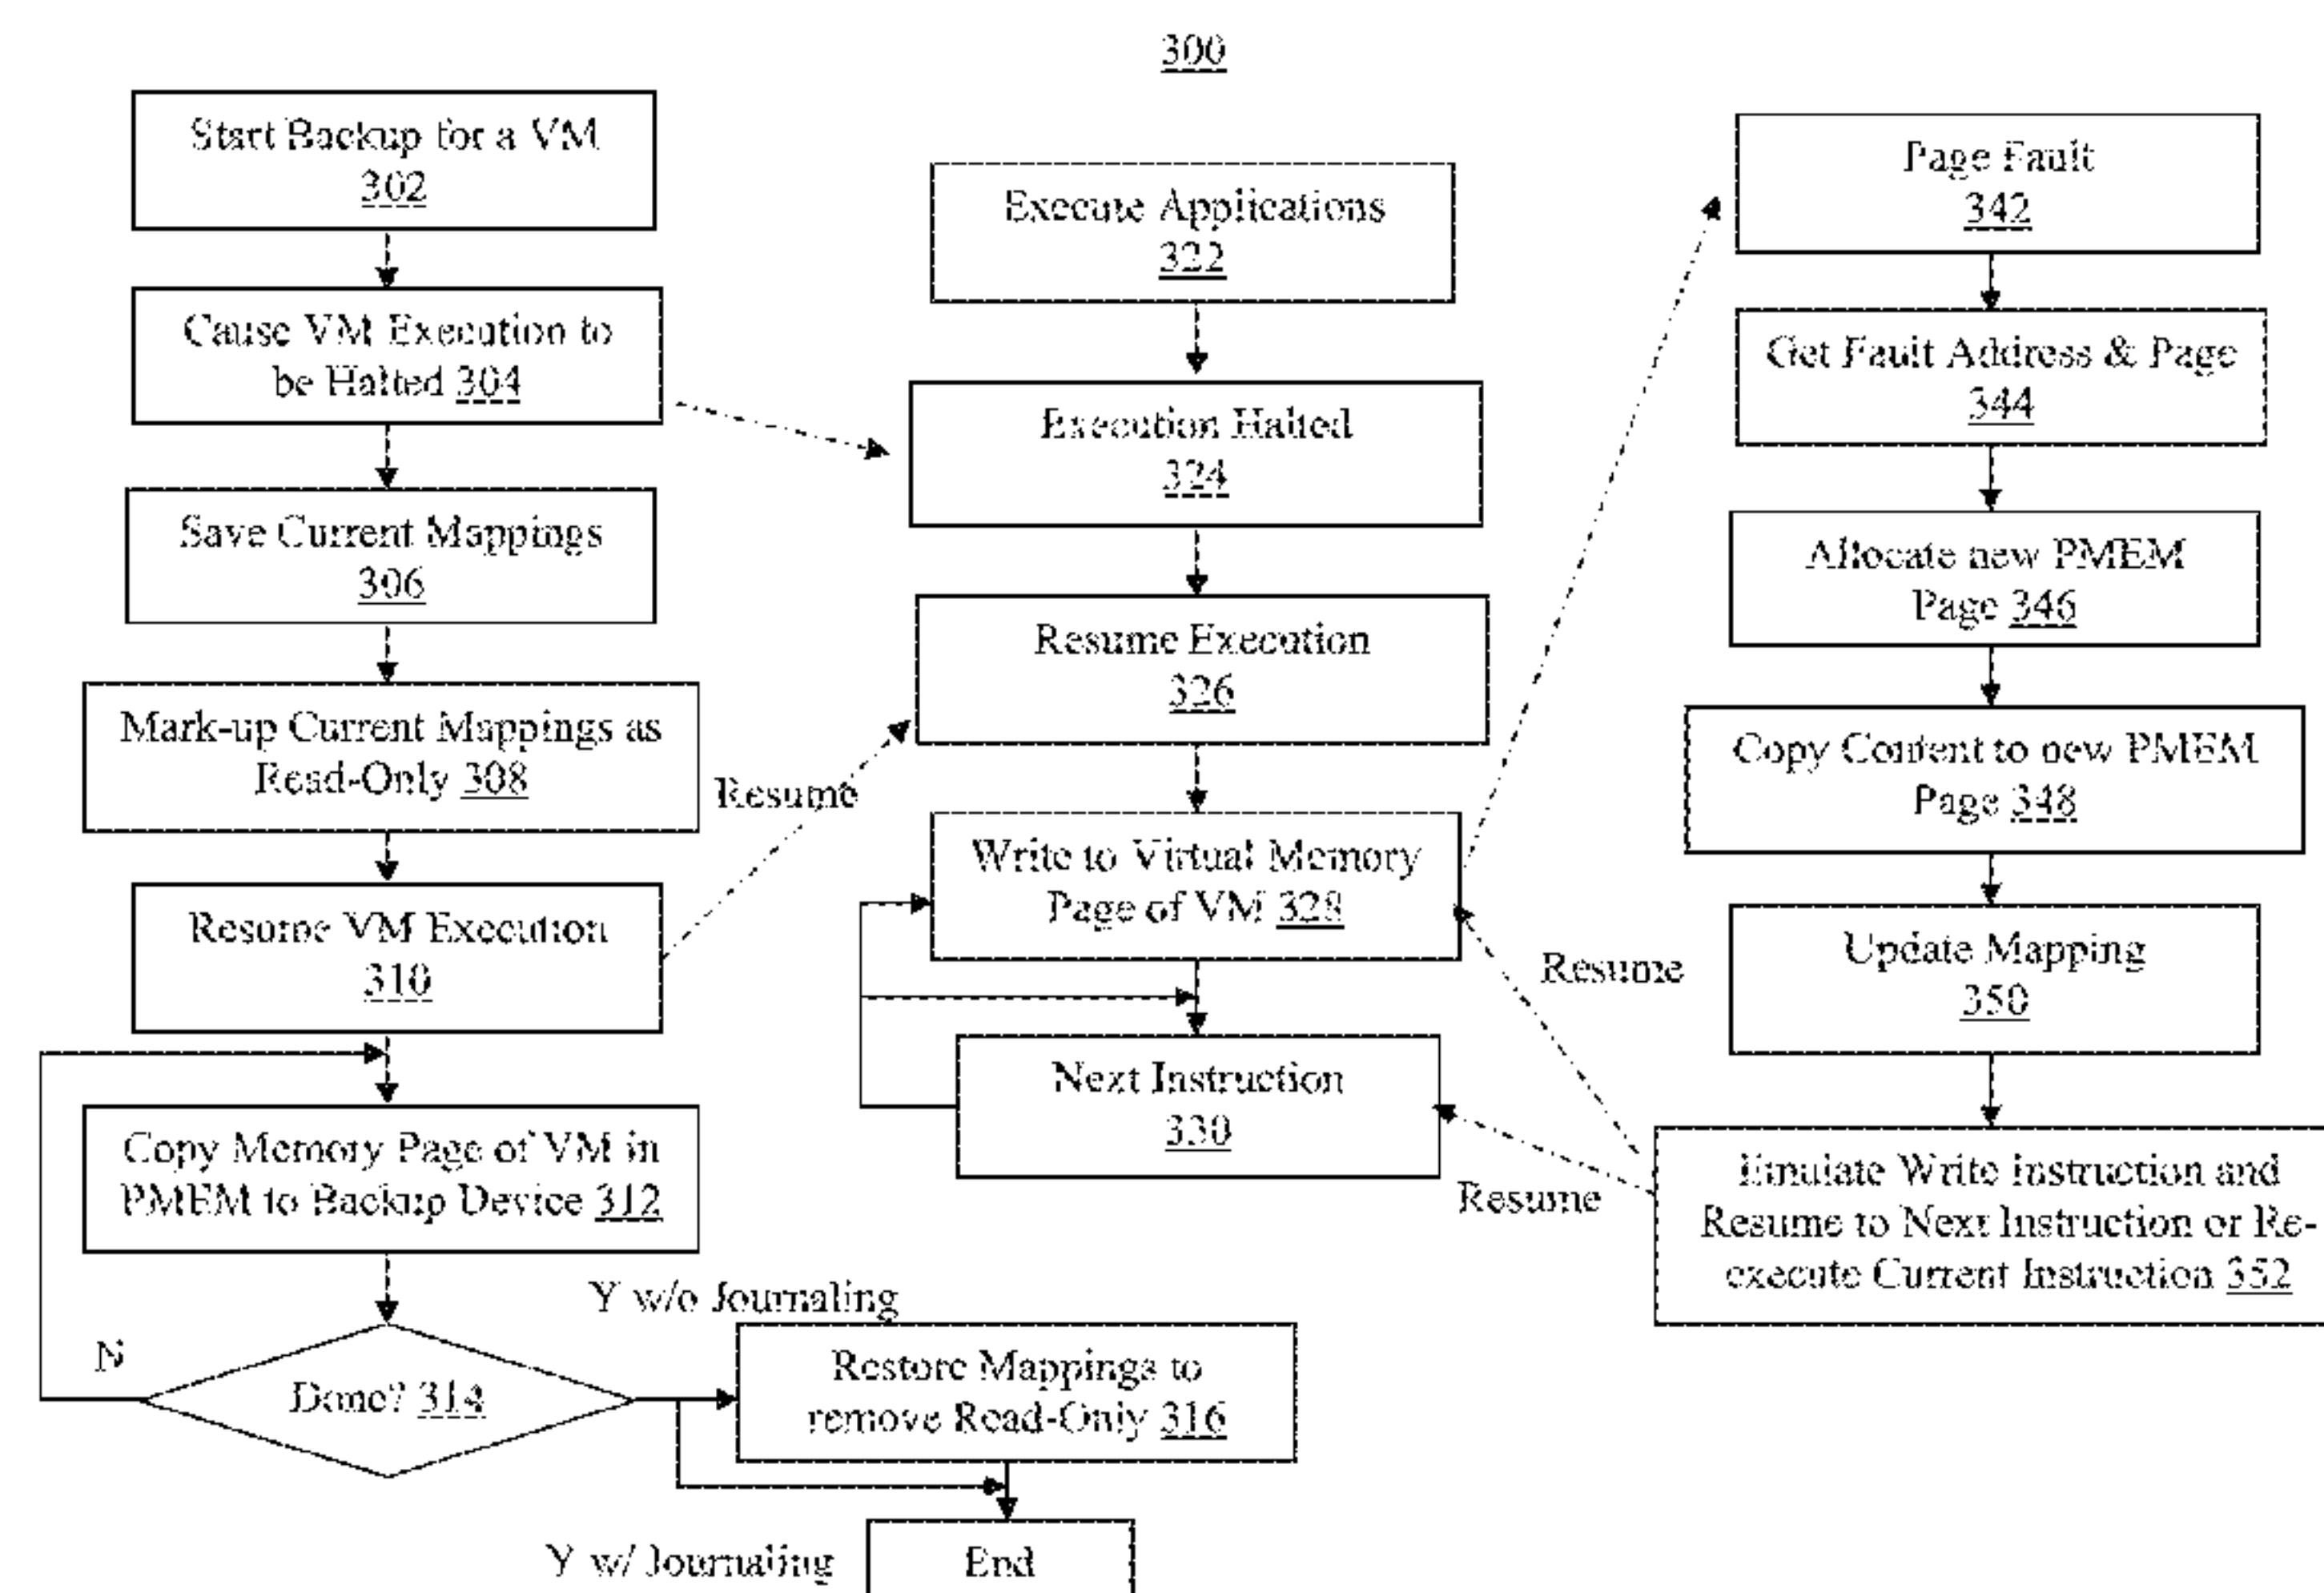 300
Start Backup for a VM
302
Cause VM Execution to
be Halted 304
Save Current Mappings
306
Mark-up Current Mappings as
Read-Only 308
Resume
Resume VM Execution
310
Copy Memory Page of VM in
PMEM to Backup Device 312
N
Done? 314
Y w/o Journaling
Restore Mappings to
remove Read-Only 316
Y w/ Journaling
End
Execute Applications
322
Execution Halted
324
Resume Execution
326
Write to Virtual Memory
Page of VM 328
Next Instruction
330
Resume
Resume
Page Fault
342
Get Fault Address & Page
344
Allocate new PMEM
Page 346
Copy Content to new PMEM
Page 348
Update Mapping
350
Emulate Write Instruction and
Resume to Next Instruction or Re-
execute Current Instruction 352